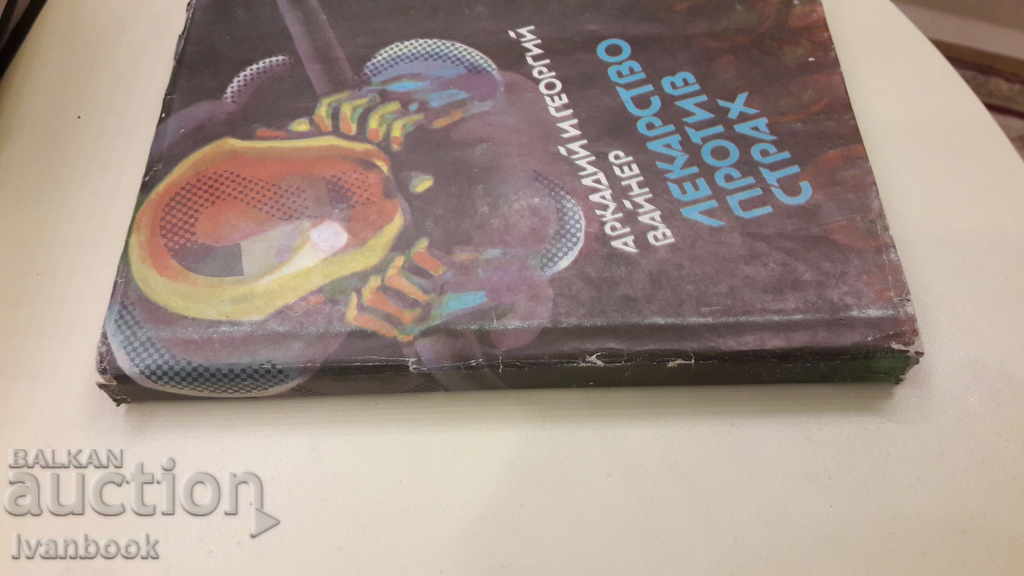 АРКАДИЙ И ГЕОРГИЙ
ВАЙНЕР
ЛЕКАРСТВО
ПРОТИВ
СТРАХ
BALKAN
auction
Ivanbook